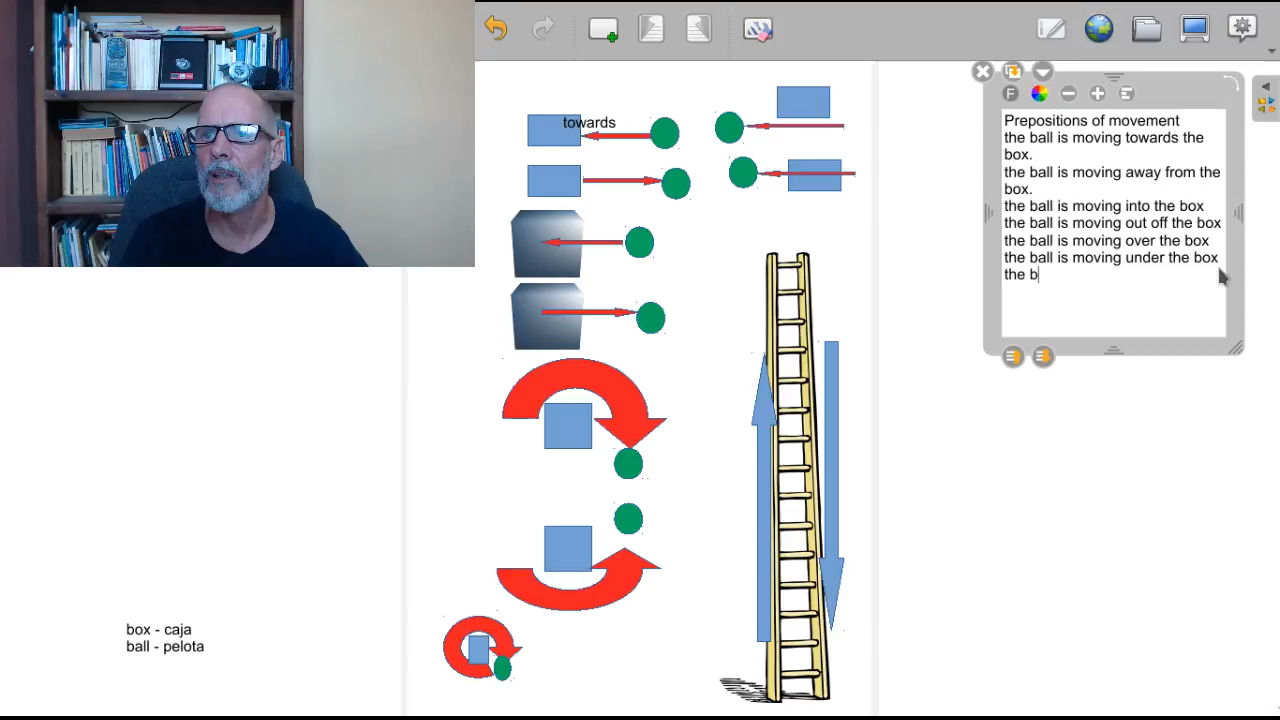 towards
Prepositions of movement
the ball is moving towards the
box.
the ball is moving away from the
box.
the ball is moving into the box
the ball is moving out off the box
the ball is moving over the box
the ball is moving under the box
the b
box - caja
ball - pelota